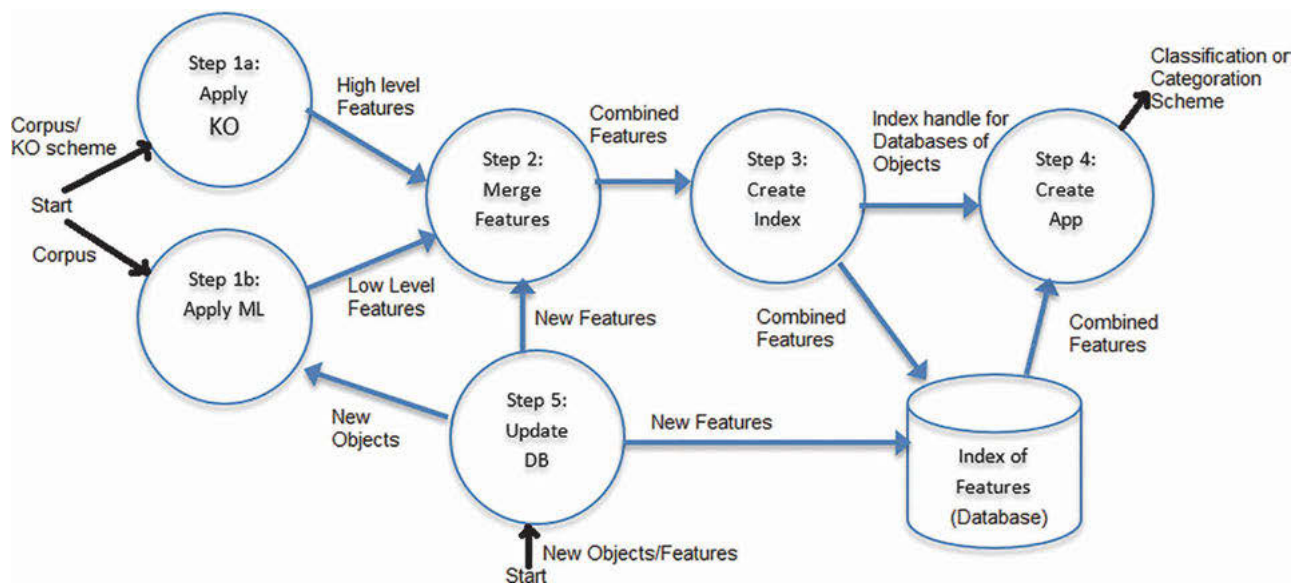 Step 1a:
Apply
KO
High level
Features
Corpus/
KO scheme
Start
Corpus
Step 1b:
Apply ML
Low Level
Features
Step 2:
Merge
Features
Combined
Features
Step 3:
Create
Index
Index handle for
Databases of
Objects
Step 4:
Create
App
Classification or
Categoration
Scheme
New Features
Combined
Features
Combined
Features
New
Objects
Step 5:
Update
DB
New Features
Index of
Features
(Database)
New Objects/Features
Start